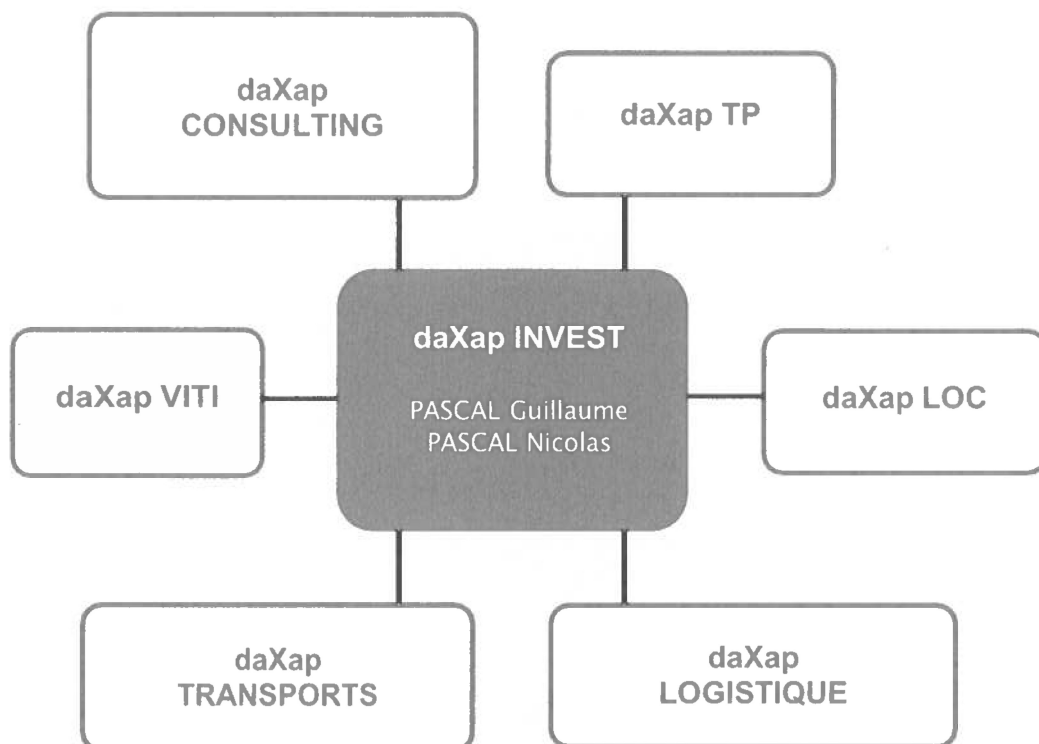 daXap
CONSULTING
daXap TP
daXap INVEST
PASCAL Guillaume
PASCAL Nicolas
daXap VITI
daXap LOC
daXap
TRANSPORTS
daXap
LOGISTIQUE